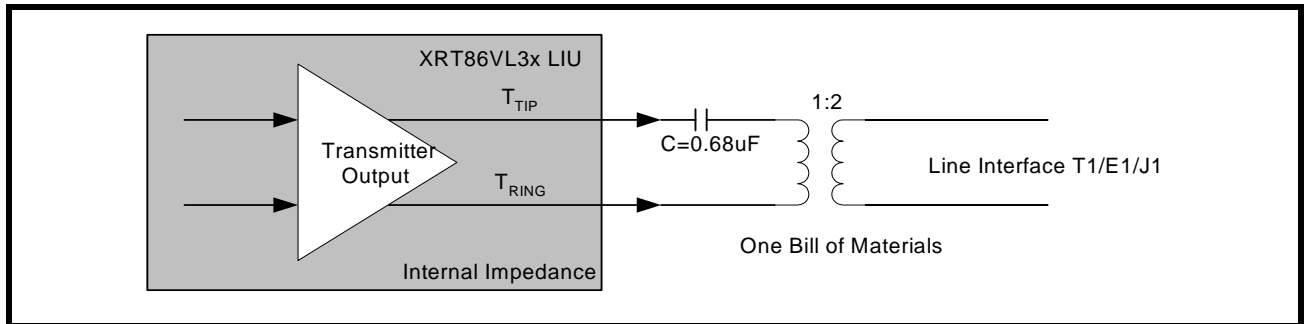 XRT86VL3x LIU
TTIP
1:2
C=0.68uF
Transmitter
Output
Line Interface T1/E1/J1
TRING
One Bill of Materials
Internal Impedance